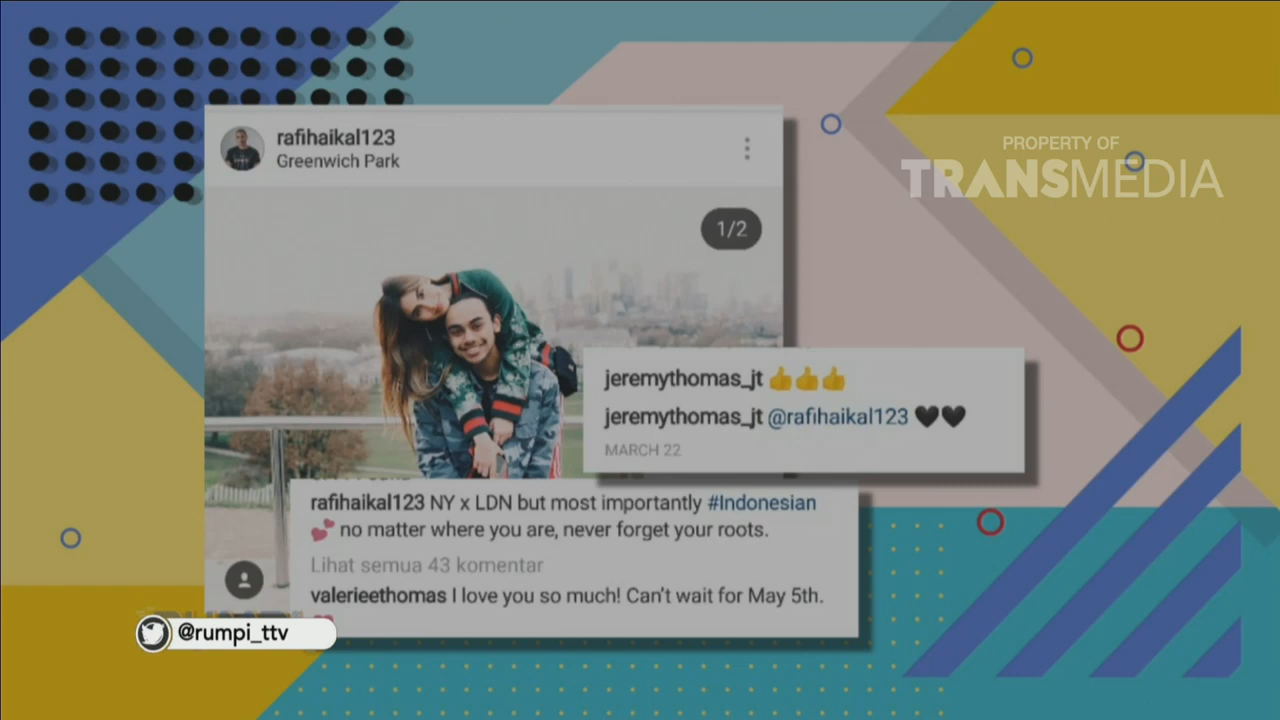 PROPERTY OF
TRANSMEDIA
rafihaikal123
Greenwich Park
1/2
jeremythomas_jt 👍👍👍
jeremythomas_jt @rafihaikal123 🖤🖤
MARCH 22
rafihaikal123 NY x LDN but most importantly #Indonesian
💕 no matter where you are, never forget your roots.
Lihat semua 43 komentar
valerieethomas I love you so much! Can't wait for May 5th.
@rumpi_ttv